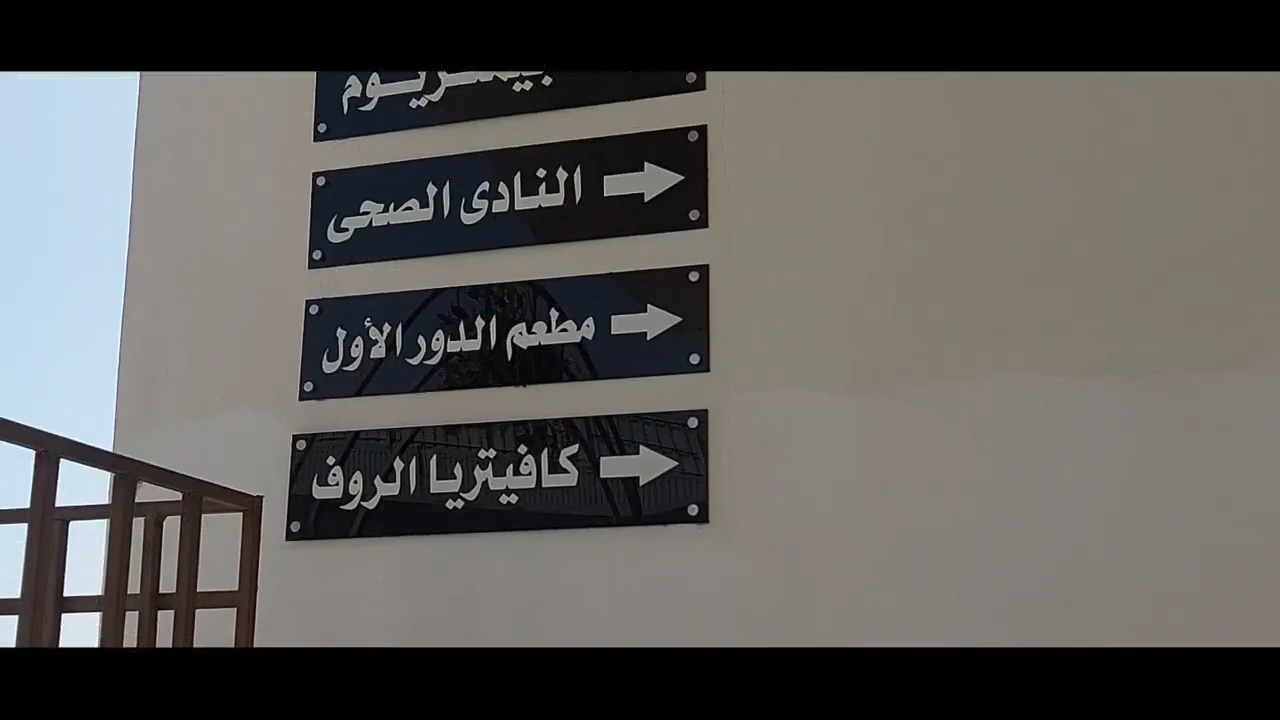 النادى الصحى
مطعم الدور الأول
كافيتريا الروف